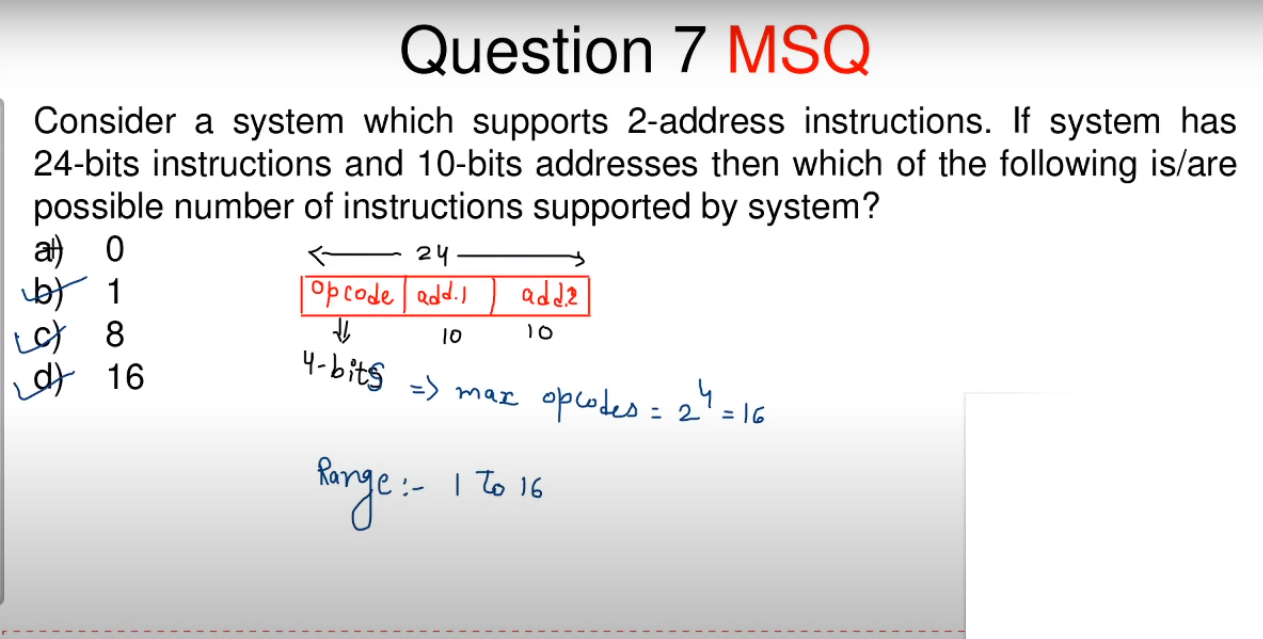 Question 7 MSQ
Consider a system which supports 2-address instructions. If system has
24-bits instructions and 10-bits addresses then which of the following is/are
possible number of instructions supported by system?
a) 0
b) 1
c) 8
d) 16
24
opcode add.1 add.2
10 10
4-bits => max opcodes = 2⁴ = 16
Range :- 1 To 16